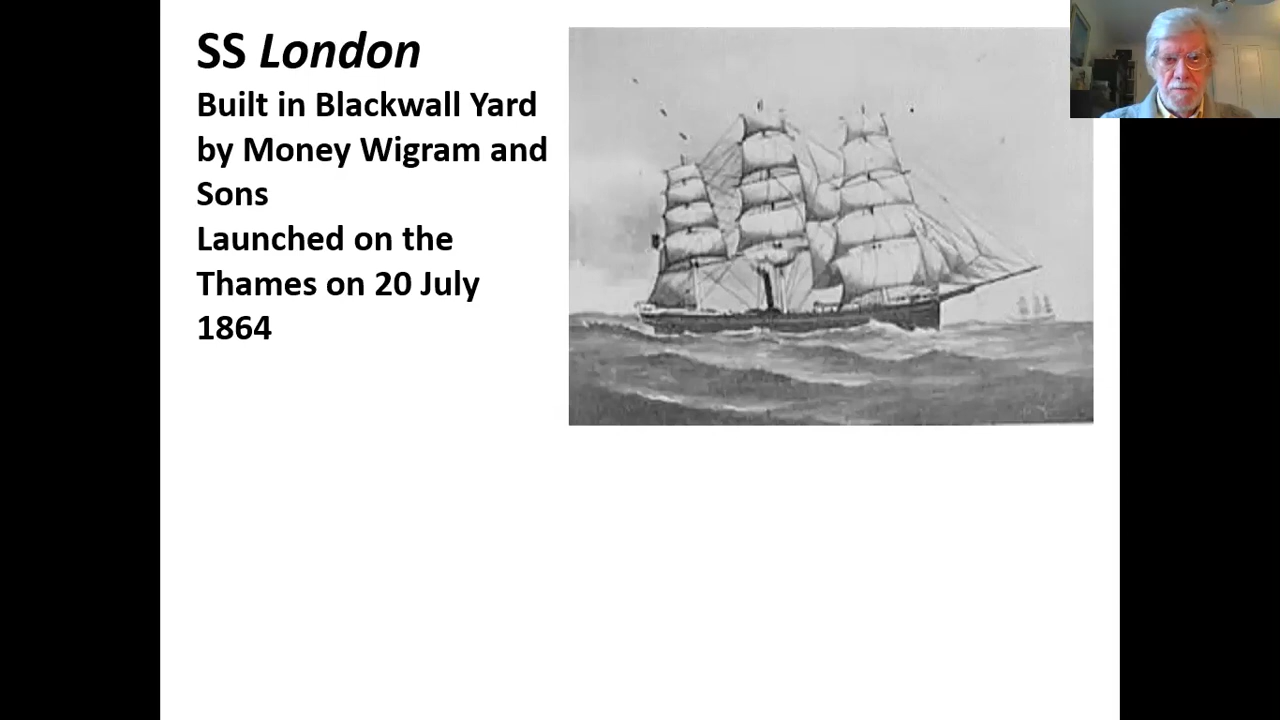 SS London
Built in Blackwall Yard
by Money Wigram and
Sons
Launched on the
Thames on 20 July
1864